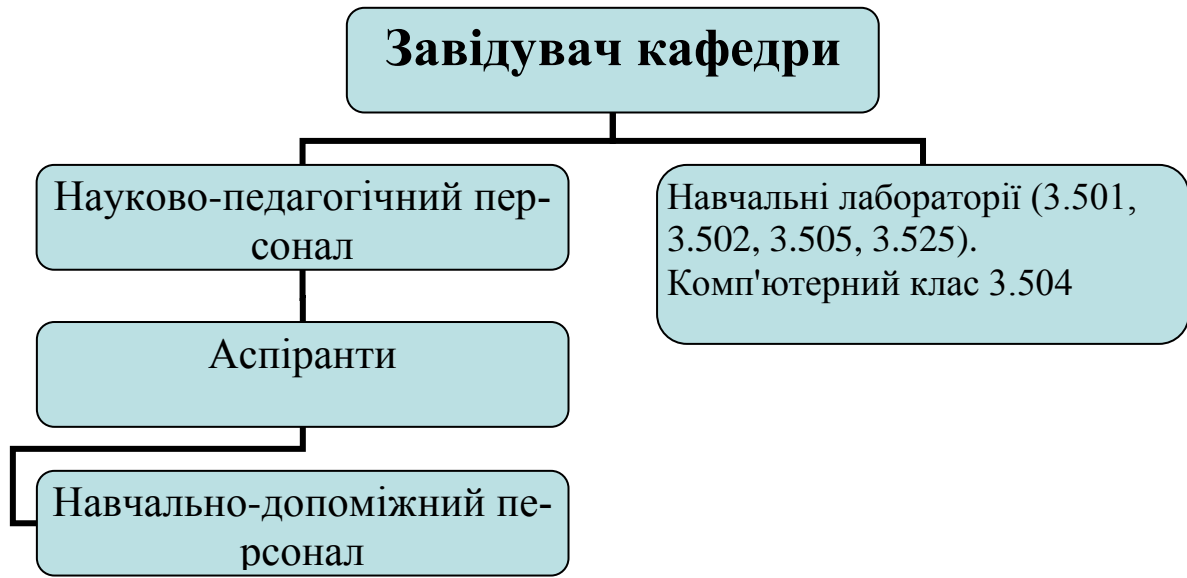 Завідувач кафедри
Науково-педагогічний пер-
сонал
Навчальні лабораторії (3.501,
3.502, 3.505, 3.525).
Комп'ютерний клас 3.504
Аспіранти
Навчально-допоміжний пе-
рсонал